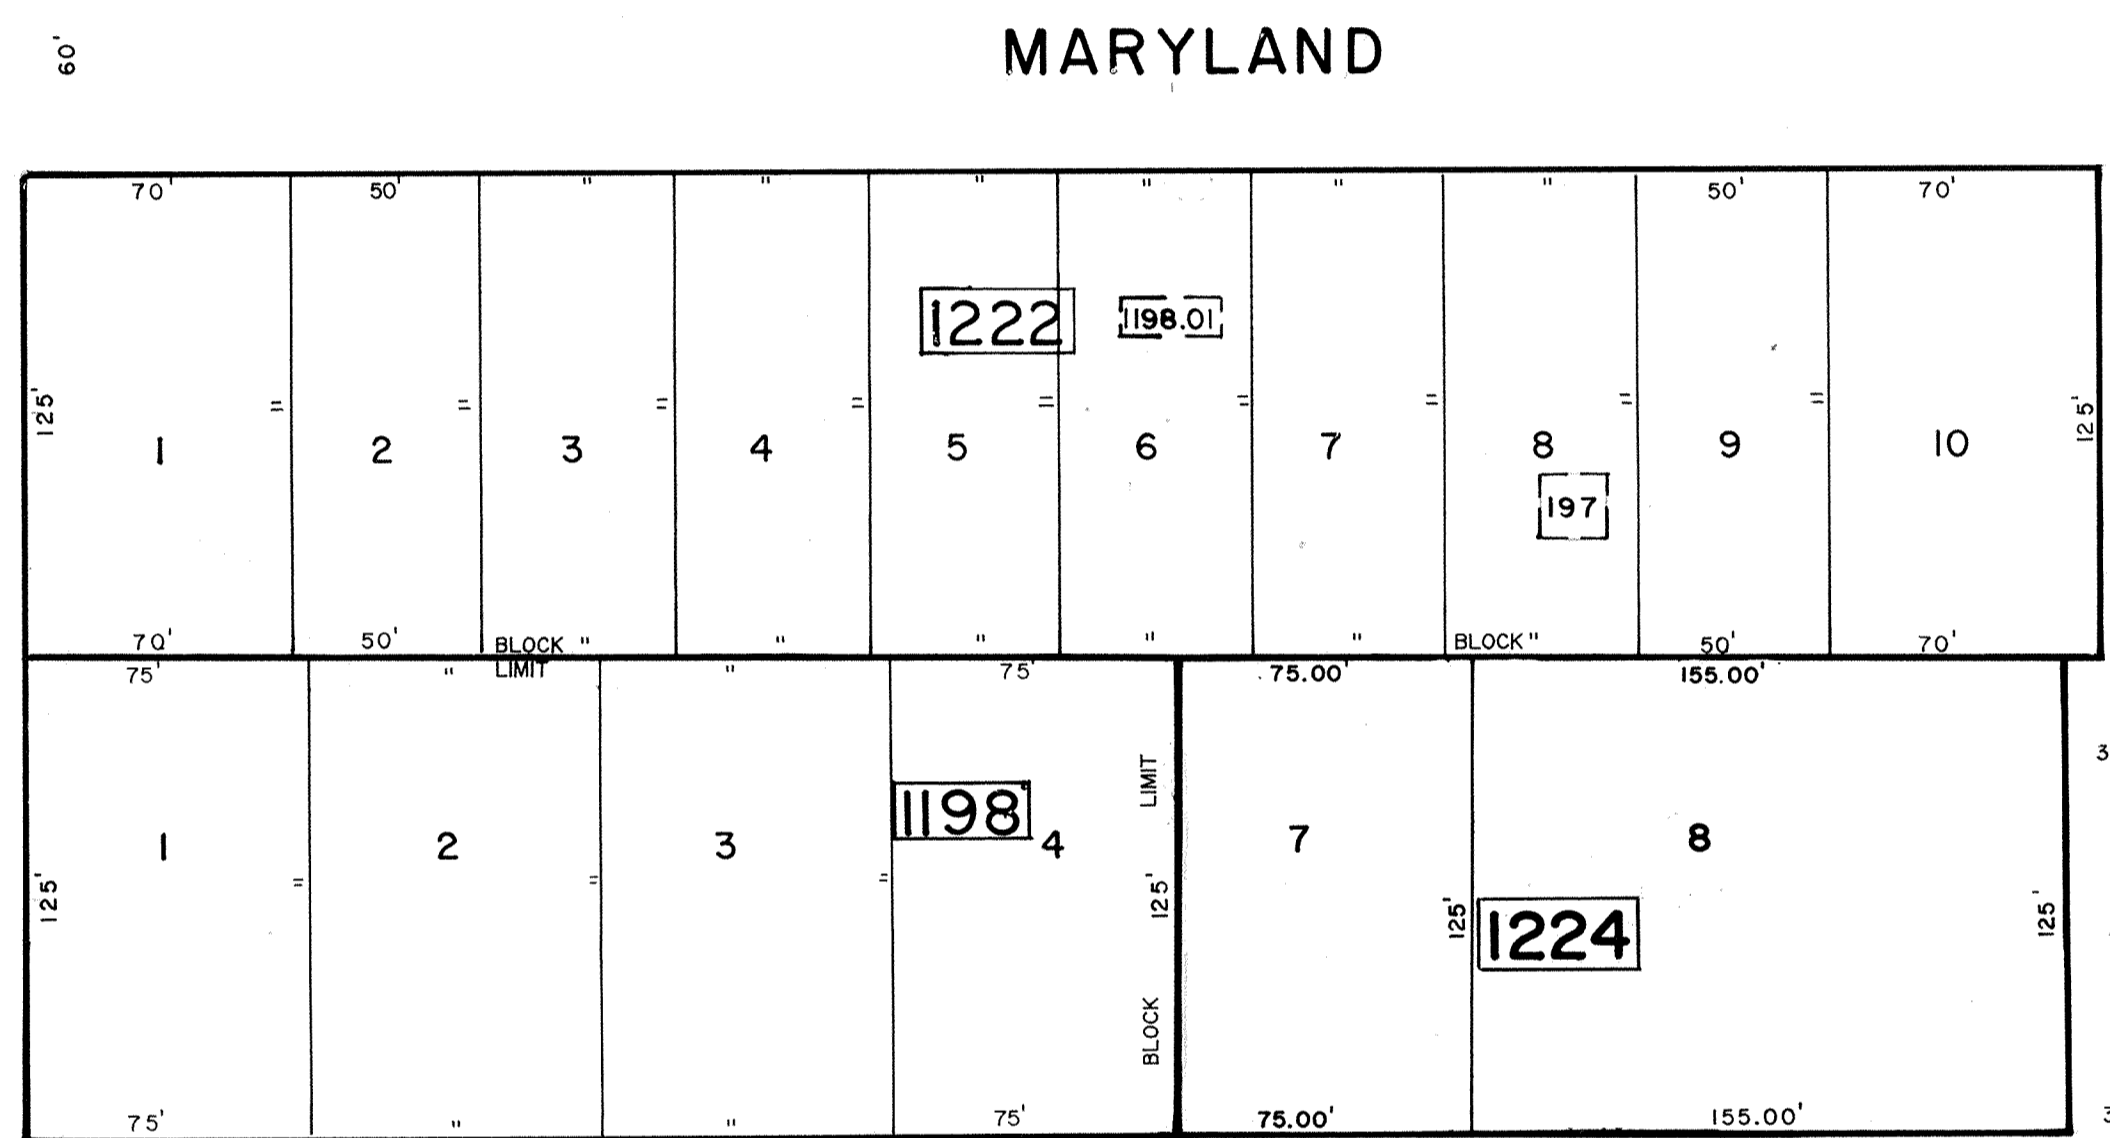 60'
MARYLAND
70' 50' " " " " " " 50' 70'
1222 1198.01
125' = = = = = = = = = 125'
1 2 3 4 5 6 7 8 9 10
197
70' 50' BLOCK " " " " " BLOCK " 50' 70'
LIMIT
75' " " 75' 75.00' 155.00'
3
LIMIT
1198
1 2 3 4 7 8
125' = = = 125' 125' 125'
1224
BLOCK
75' " " 75' 75.00' 155.00'
3